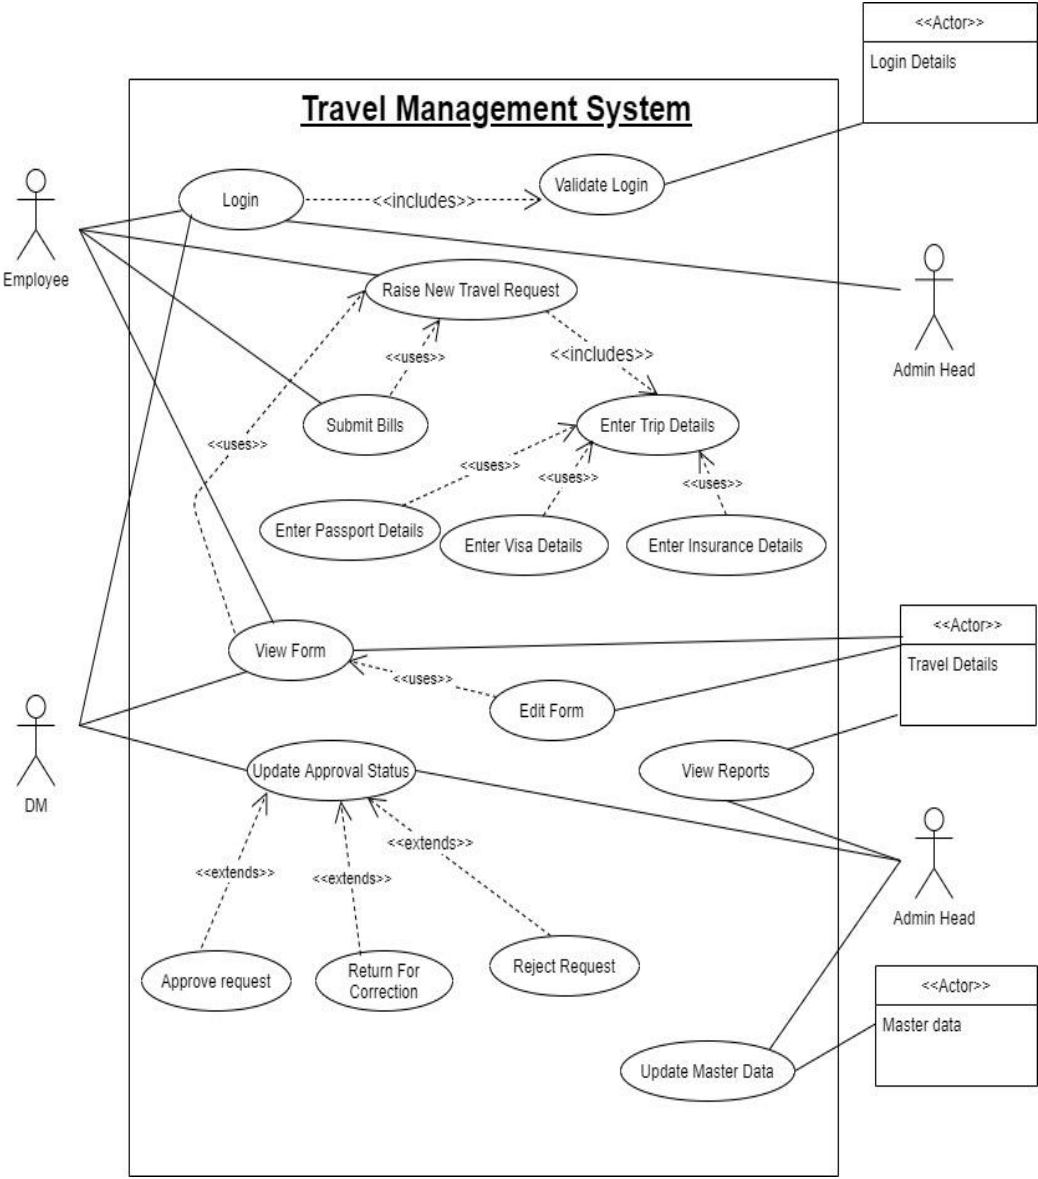 <<Actor>>
Login Details
Travel Management System
Login
<<includes>>
Validate Login
Employee
Raise New Travel Request
Admin Head
<<uses>>
<<includes>>
Submit Bills
Enter Trip Details
<<uses>>
<<uses>>
<<uses>>
<<uses>>
Enter Passport Details
Enter Visa Details
Enter Insurance Details
<<Actor>>
Travel Details
View Form
<<uses>>
Edit Form
DM
Update Approval Status
View Reports
<<extends>>
<<extends>>
<<extends>>
Admin Head
Approve request
Return For
Correction
Reject Request
<<Actor>>
Master data
Update Master Data